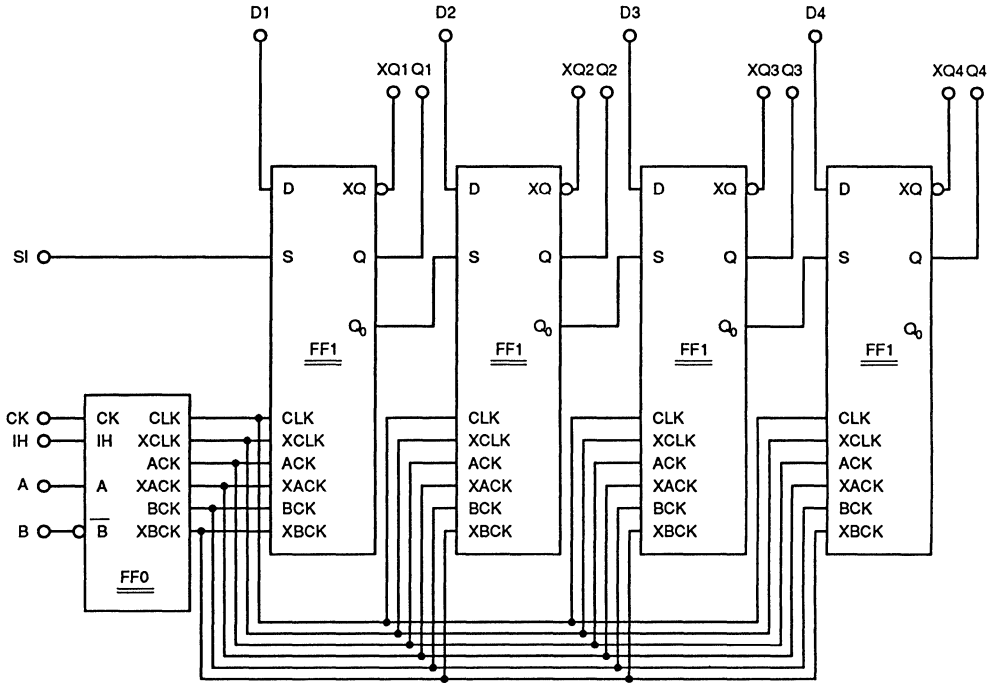 D1 D2 D3 D4
XQ1 Q1 XQ2 Q2 XQ3 Q3 XQ4 Q4
D XQ D XQ D XQ D XQ
SI S Q S Q S Q S Q
Q0 Q0 Q0 Q0
FF1 FF1 FF1 FF1
CK CK CLK CLK CLK CLK CLK
IH IH XCLK XCLK XCLK XCLK XCLK
ACK ACK ACK ACK ACK
A A XACK XACK XACK XACK XACK
BCK BCK BCK BCK BCK
B B̅ XBCK XBCK XBCK XBCK XBCK
FF0